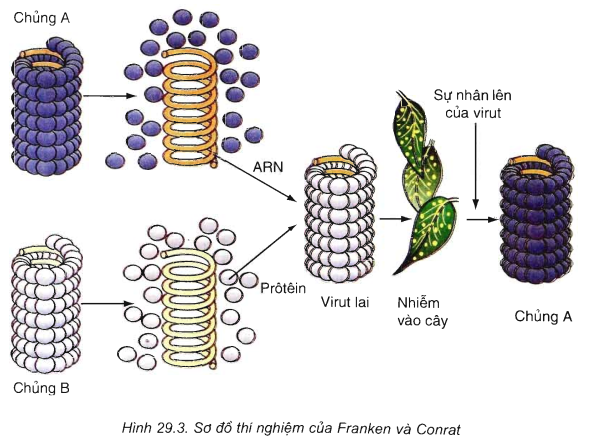 Chủng A
ARN
Chủng B
Prôtêin
Virut lai
Nhiễm
vào cây
Sự nhân lên
của virut
Chủng A
Hình 29.3. Sơ đồ thí nghiệm của Franken và Conrat